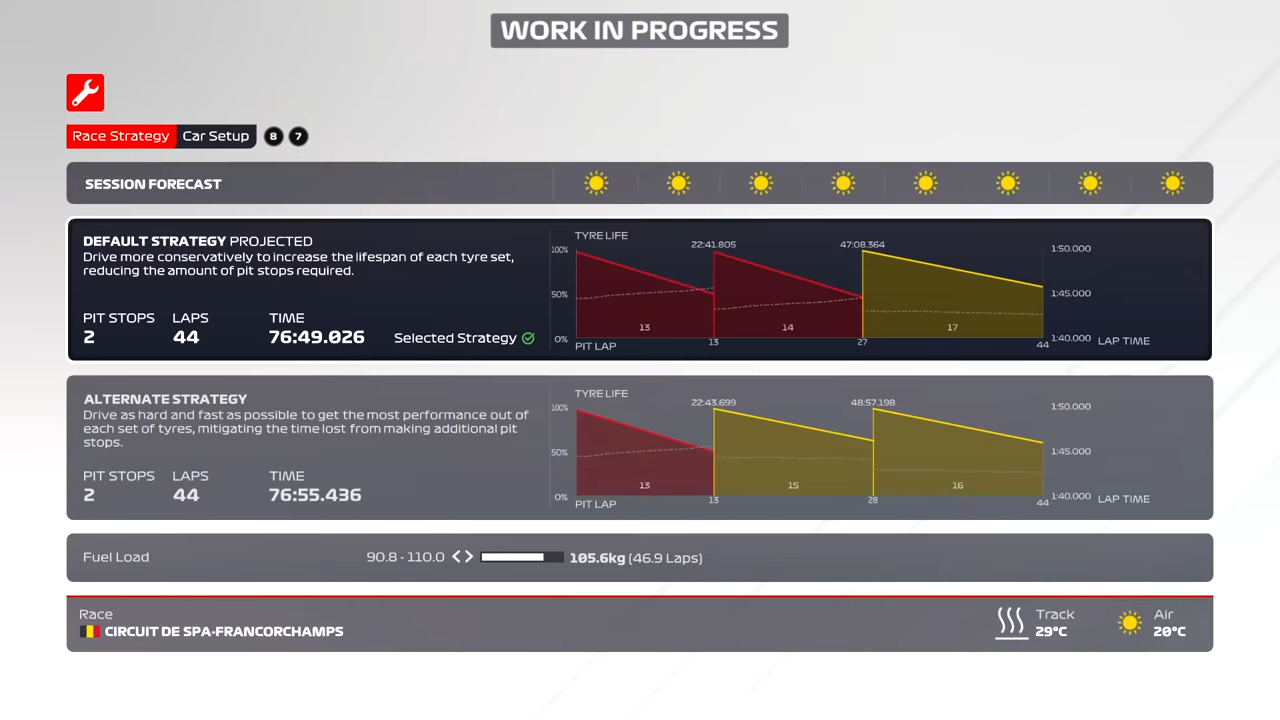 WORK IN PROGRESS
Race Strategy Car Setup 8 7
SESSION FORECAST
DEFAULT STRATEGY PROJECTED
Drive more conservatively to increase the lifespan of each tyre set,
reducing the amount of pit stops required.
PIT STOPS LAPS TIME
2 44 76:49.026 Selected Strategy
TYRE LIFE
22:41.805 47:08.364
100% 1:50.000
50% 1:45.000
13 14 17
0% 1:40.000
PIT LAP 13 27 44 LAP TIME
ALTERNATE STRATEGY
Drive as hard and fast as possible to get the most performance out of
each set of tyres, mitigating the time lost from making additional pit
stops.
PIT STOPS LAPS TIME
2 44 76:55.436
TYRE LIFE
22:43.699 48:57.198
100% 1:50.000
50% 1:45.000
13 15 16
0% 1:40.000
PIT LAP 13 28 44 LAP TIME
Fuel Load 90.8 - 110.0 105.6kg (46.9 Laps)
Race
CIRCUIT DE SPA-FRANCORCHAMPS
Track
29°C
Air
20°C